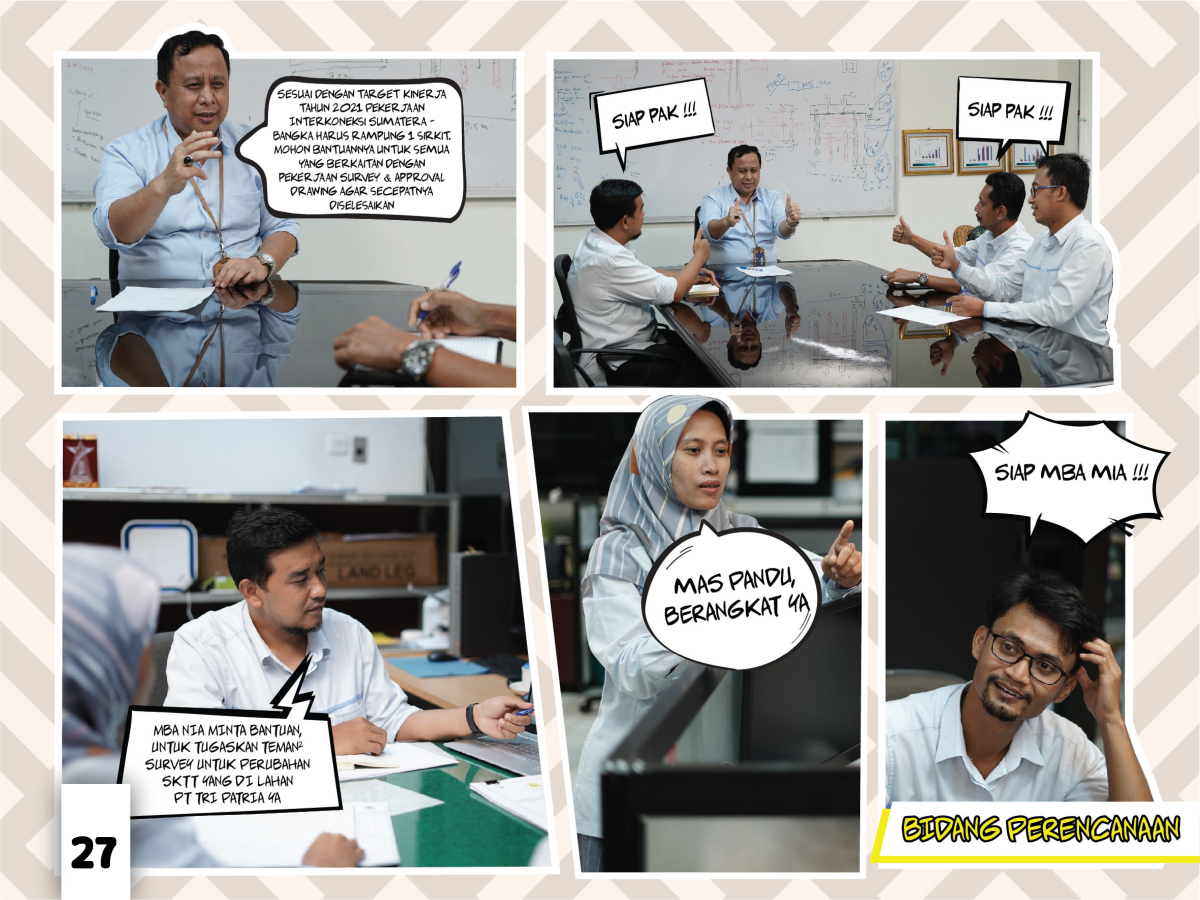 SESUAI DENGAN TARGET KINERJA
TAHUN 2021 PEKERJAAN
INTERKONEKSI SUMATERA -
BANGKA HARUS RAMPUNG 1 SIRKIT.
MOHON BANTUANNYA UNTUK SEMUA
YANG BERKAITAN DENGAN
PEKERJAAN SURVEY & APPROVAL
DRAWING AGAR SECEPATNYA
DISELESAIKAN
SIAP PAK !!!
SIAP PAK !!!
LAND LEG
MBA NIA MINTA BANTUAN,
UNTUK TUGASKAN TEMAN²
SURVEY UNTUK PERUBAHAN
SKTT YANG DI LAHAN
PT TRI PATRIA YA
MAS PANDU,
BERANGKAT YA
SIAP MBA MIA !!!
27
BIDANG PERENCANAAN